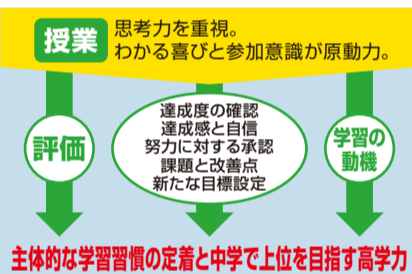 授業
思考力を重視。
わかる喜びと参加意識が原動力。
評価
達成度の確認
達成感と自信
努力に対する承認
課題と改善点
新たな目標設定
学習の
動機
主体的な学習習慣の定着と中学で上位を目指す高学力